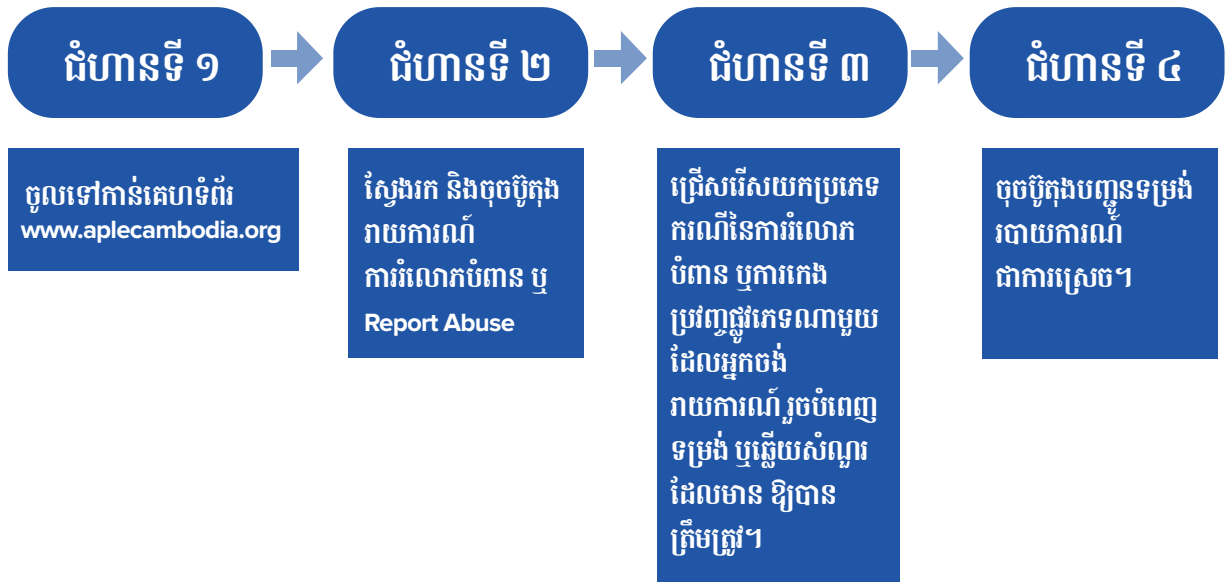 ជំហានទី ១
ជំហានទី ២
ជំហានទី ៣
ជំហានទី ៤
ចូលទៅកាន់គេហទំព័រ
www.aplecambodia.org
ស្វែងរក និងចុចប៊ូតុង
រាយការណ៍
ការរំលោភបំពាន ឬ
Report Abuse
ជ្រើសរើសយកប្រភេទ
ករណីនៃការរំលោភ
បំពាន ឬការកេង
ប្រវញ្ចផ្លូវភេទណាមួយ
ដែលអ្នកចង់
រាយការណ៍ រួចបំពេញ
ទម្រង់ ឬឆ្លើយសំណួរ
ដែលមាន ឱ្យបាន
ត្រឹមត្រូវ។
ចុចប៊ូតុងបញ្ជូនទម្រង់
របាយការណ៍
ជាការស្រេច។